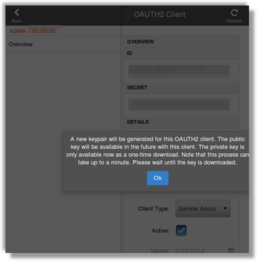 Back
OAUTH2 Client
Refresh
ADMIN
Overview
OVERVIEW
ID
SECRET
DETAILS
A new keypair will be generated for this OAUTH2 client. The public
key will be available in the future with this client. The private key is
only available now as a one-time download. Note that this process can
take up to a minute. Please wait until the key is downloaded.
Ok
Client Type:
Service Accou
Active: